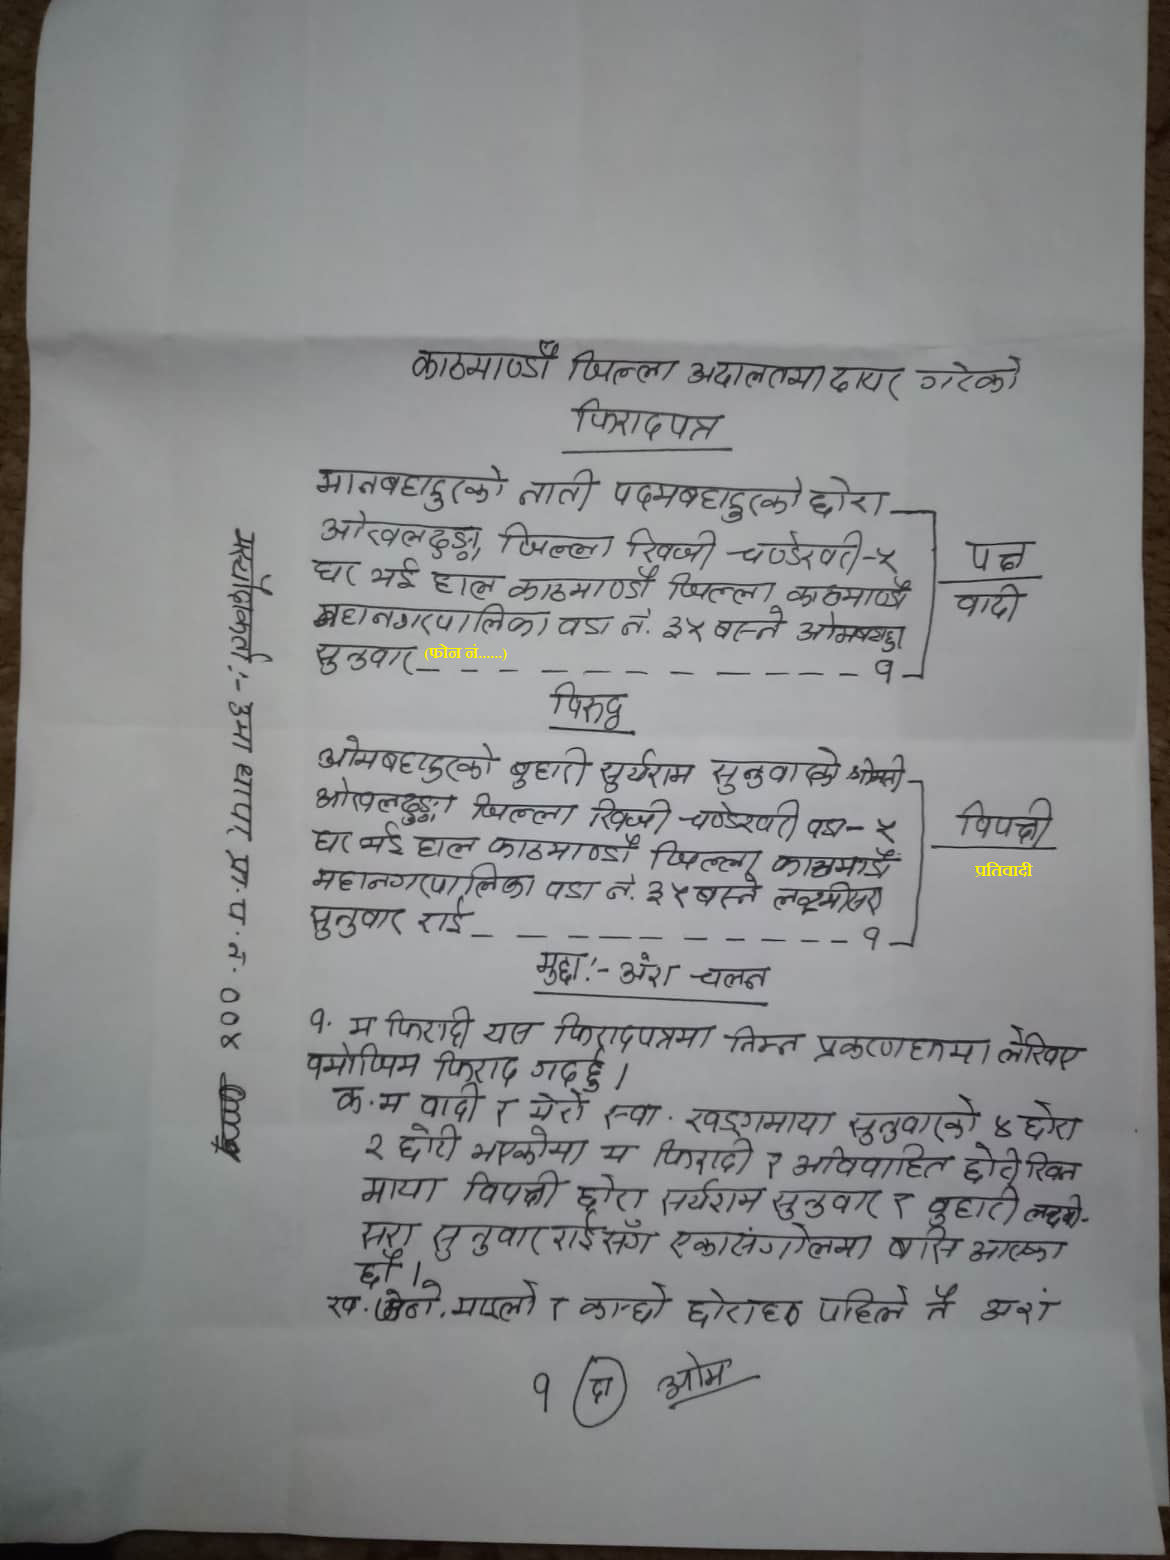 काठमाण्डौं जिल्ला अदालतमा दायर गरेको
फिरादपत्र
मानबहादुरको नाती पदमबहादुरको छोरा
ओखलढुङ्गा जिल्ला खिजी चण्डेश्वरी-५
घर भई हाल काठमाण्डौं जिल्ला काठमाण्डौं
महानगरपालिका वडा नं. ३५ बस्ने ओमबहादुर
सुनुवार (फोन नं......) १
पक्ष
वादी
विरुद्ध
ओमबहादुरको बुहारी सुर्यराम सुनुवारको श्रीमती
ओखलढुङ्गा जिल्ला खिजी चण्डेश्वरी वडा-५
घर भई हाल काठमाण्डौं जिल्ला काठमाडौं
महानगरपालिका वडा नं. ३५ बस्ने लक्ष्मीसरा
सुनुवार राई १
विपक्षी
प्रतिवादी
मुद्दा:- अंश चलन
१. म फिरादी यस फिरादपत्रमा निम्न प्रकरणहरूमा लेखिए
बमोजिम फिराद गर्दछु।
क. म वादी र मेरो स्वा. खड्गमाया सुनुवारको ४ छोरा
२ छोरी भएकोमा म फिरादी र अविवाहित छोरी रिक्त
माया विपक्षी छोरा सर्यराम सुनुवार र बुहारी लक्ष्मी-
सरा सुनुवार राईसँग एकासंगोलमा बसि आएका
छौं।
ख. जेठो, माइलो र कान्छो छोराहरू पहिले नै अंश
१ दा ओम
मस्यौदाकर्ता:- उमा थापा प्र.प.नं. ००४